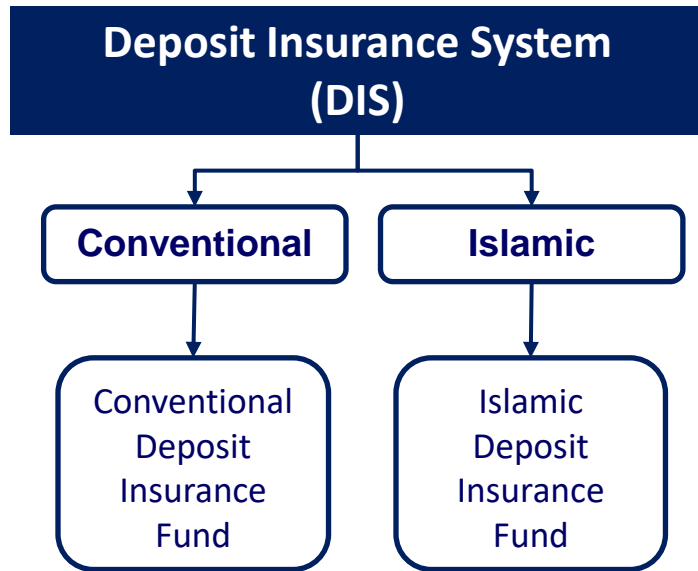 Deposit Insurance System
(DIS)
Conventional
Islamic
Conventional
Deposit
Insurance
Fund
Islamic
Deposit
Insurance
Fund